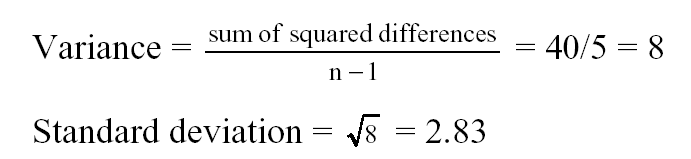 Variance = sum of squared differences / n – 1 = 40/5 = 8
Standard deviation = √8 = 2.83